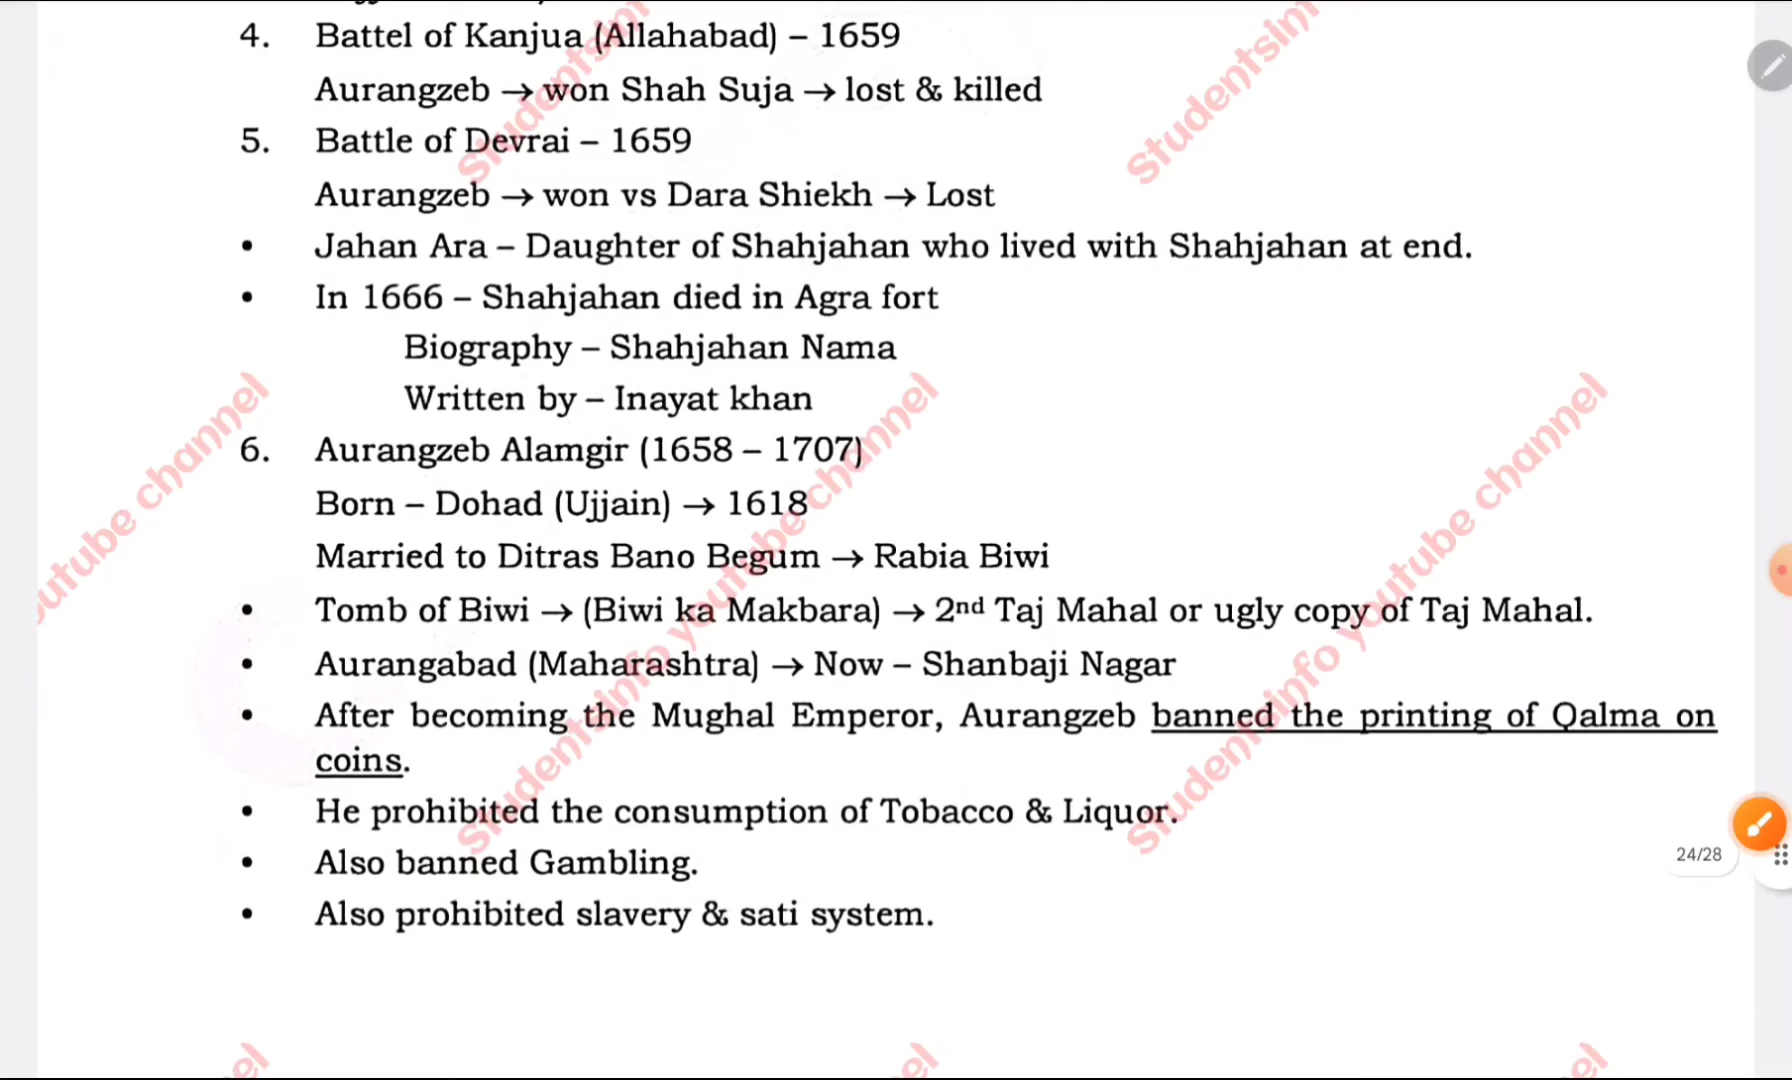 4. Battel of Kanjua (Allahabad) – 1659
Aurangzeb → won Shah Suja → lost & killed
5. Battle of Devrai – 1659
Aurangzeb → won vs Dara Shiekh → Lost
• Jahan Ara – Daughter of Shahjahan who lived with Shahjahan at end.
• In 1666 – Shahjahan died in Agra fort
Biography – Shahjahan Nama
Written by – Inayat khan
6. Aurangzeb Alamgir (1658 – 1707)
Born – Dohad (Ujjain) → 1618
Married to Ditras Bano Begum → Rabia Biwi
• Tomb of Biwi → (Biwi ka Makbara) → 2nd Taj Mahal or ugly copy of Taj Mahal.
• Aurangabad (Maharashtra) → Now – Shanbaji Nagar
• After becoming the Mughal Emperor, Aurangzeb banned the printing of Qalma on
coins.
• He prohibited the consumption of Tobacco & Liquor.
• Also banned Gambling.
• Also prohibited slavery & sati system.
24/28
Studentsinfo youtube channel
Studentsinfo youtube channel